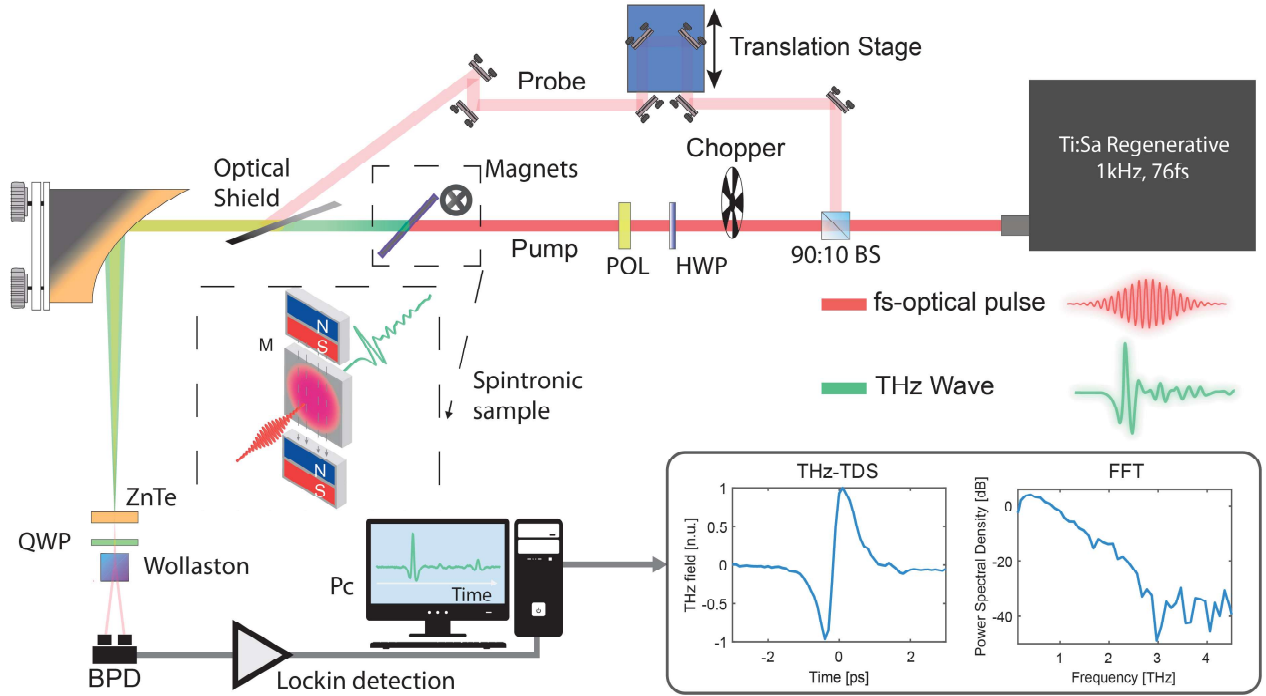 Translation Stage
Probe
Ti:Sa Regenerative
1kHz, 76fs
Chopper
Optical
Shield
Magnets
Pump
POL
HWP
90:10 BS
fs-optical pulse
THz Wave
M
N
S
N
S
Spintronic
sample
ZnTe
QWP
Wollaston
BPD
Lockin detection
Pc
Time
THz-TDS
THz field [n.u.]
1
0.5
0
-0.5
-1
-2
0
2
Time [ps]
FFT
Power Spectral Density [dB]
0
-20
-40
1
2
3
4
Frequency [THz]